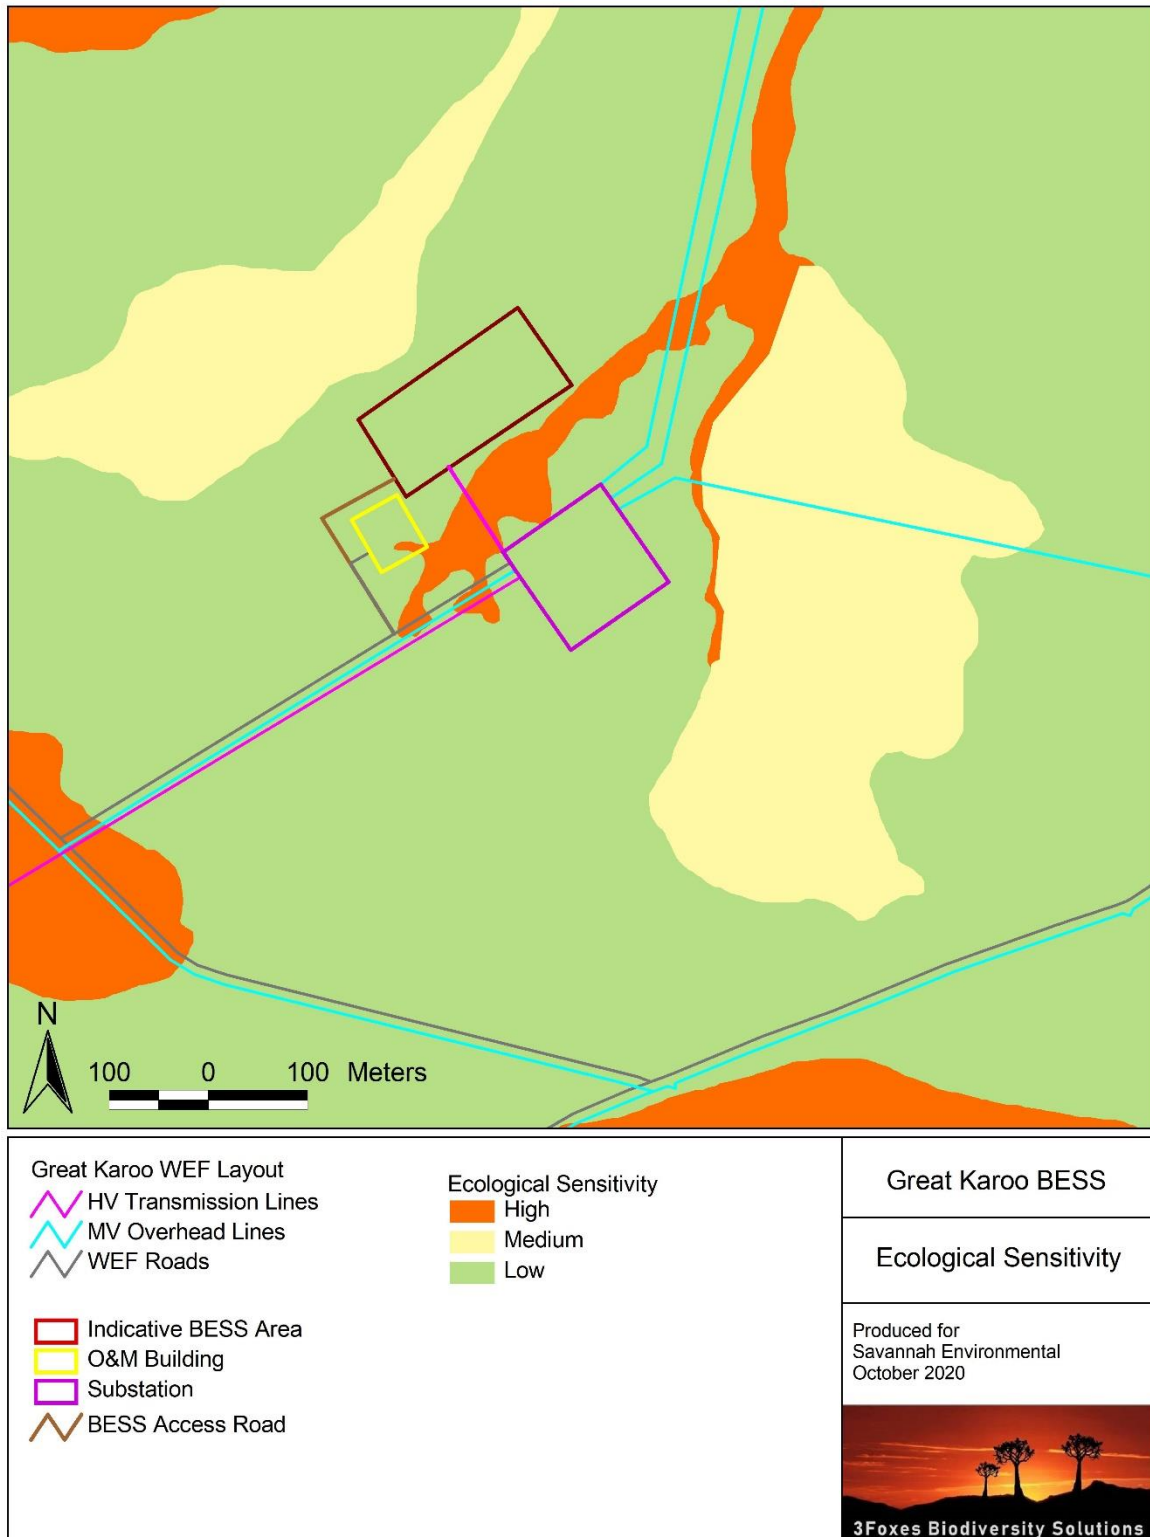 N
100 0 100 Meters
Great Karoo WEF Layout
HV Transmission Lines
MV Overhead Lines
WEF Roads
Indicative BESS Area
O&M Building
Substation
BESS Access Road
Ecological Sensitivity
High
Medium
Low
Great Karoo BESS
Ecological Sensitivity
Produced for
Savannah Environmental
October 2020
3Foxes Biodiversity Solutions